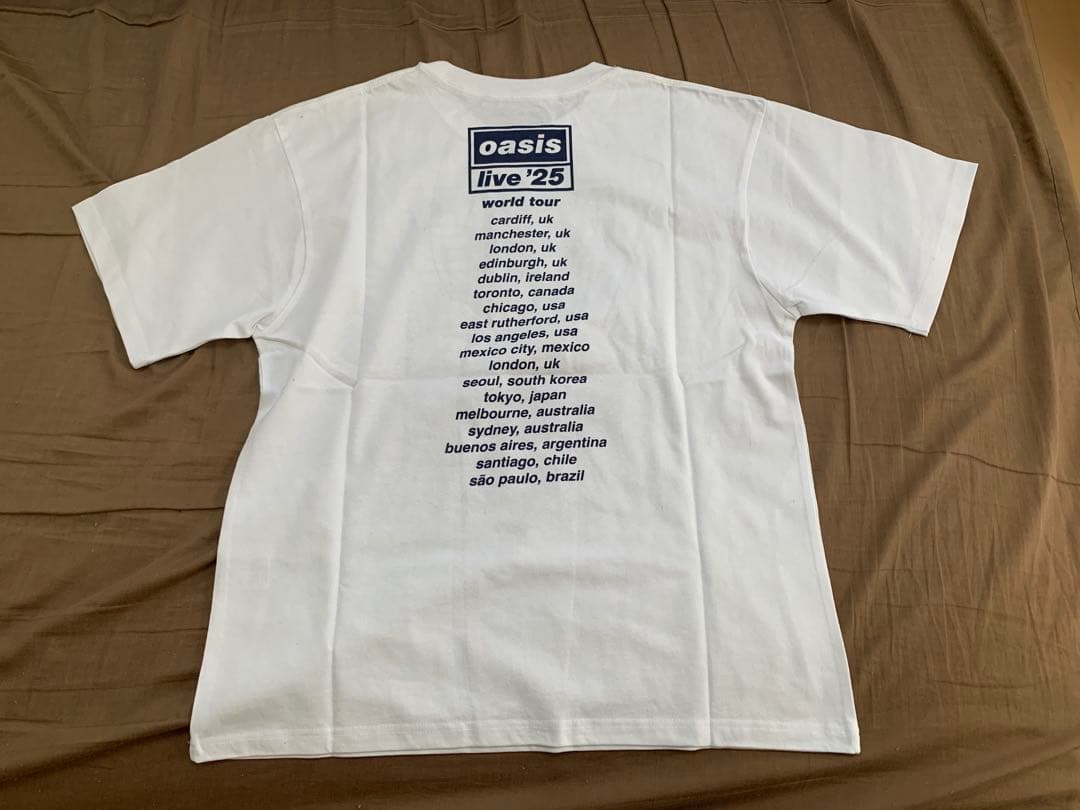 oasis
live '25
world tour
cardiff, uk
manchester, uk
london, uk
edinburgh, uk
dublin, ireland
toronto, canada
chicago, usa
east rutherford, usa
los angeles, usa
mexico city, mexico
london, uk
seoul, south korea
tokyo, japan
melbourne, australia
sydney, australia
buenos aires, argentina
santiago, chile
são paulo, brazil